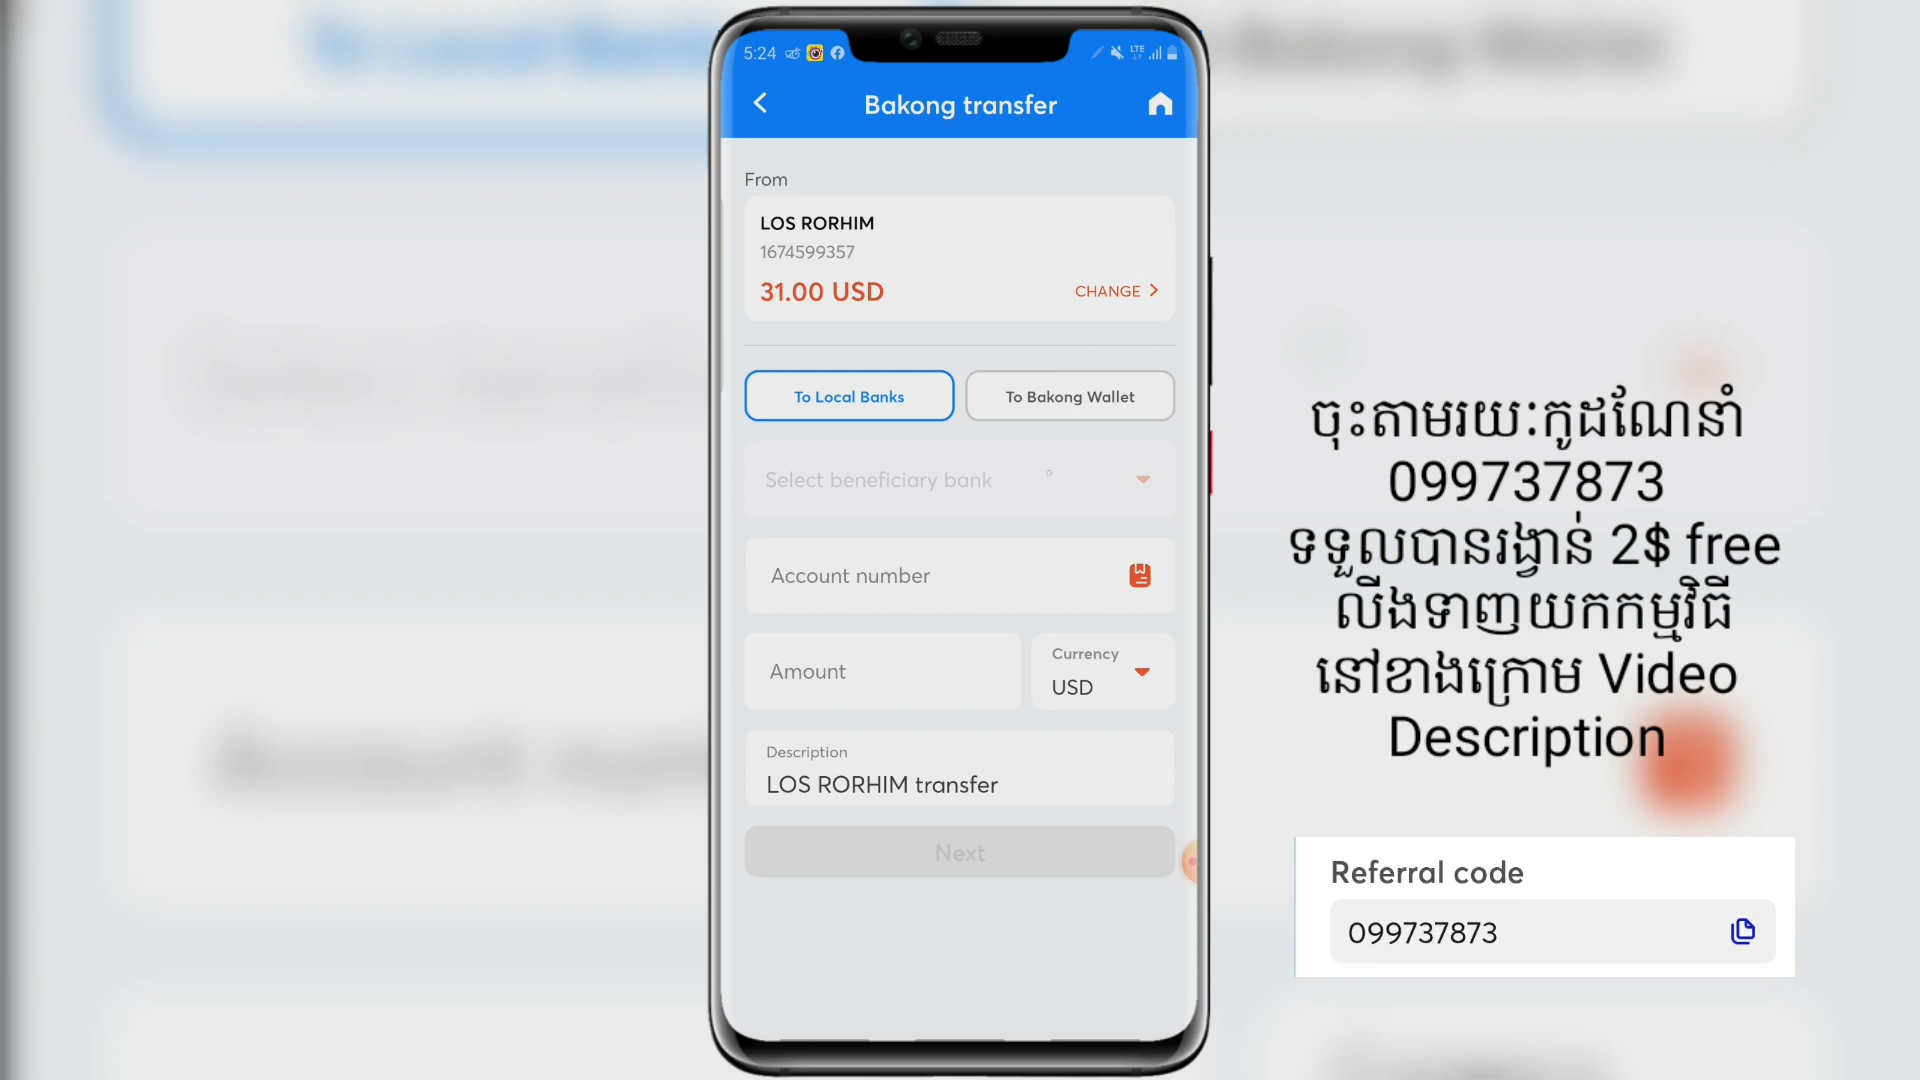 5:24
LTE
Bakong transfer
From
LOS RORHIM
1674599357
31.00 USD
CHANGE
To Local Banks
To Bakong Wallet
Select beneficiary bank
Account number
Amount
Currency
USD
Description
LOS RORHIM transfer
Next
ចុះតាមរយៈកូដណែនាំ
099737873
ទទួលបានរង្វាន់ 2$ free
លីងទាញយកកម្មវិធី
នៅខាងក្រោម Video
Description
Referral code
099737873